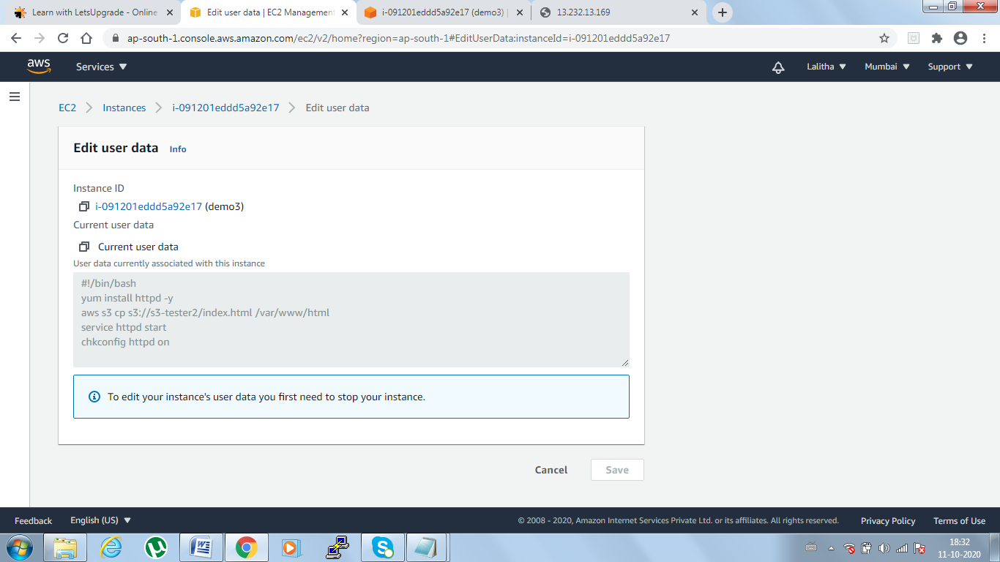 Learn with LetsUpgrade - Online
Edit user data | EC2 Management
i-091201eddd5a92e17 (demo3) |
13.232.13.169
ap-south-1.console.aws.amazon.com/ec2/v2/home?region=ap-south-1#EditUserData:instanceId=i-091201eddd5a92e17
aws
Services
Lalitha
Mumbai
Support
EC2
Instances
i-091201eddd5a92e17
Edit user data
Edit user data
Info
Instance ID
i-091201eddd5a92e17 (demo3)
Current user data
Current user data
User data currently associated with this instance
#!/bin/bash
yum install httpd -y
aws s3 cp s3://s3-tester2/index.html /var/www/html
service httpd start
chkconfig httpd on
To edit your instance's user data you first need to stop your instance.
Cancel
Save
Feedback
English (US)
© 2008 - 2020, Amazon Internet Services Private Ltd. or its affiliates. All rights reserved.
Privacy Policy
Terms of Use
18:32
11-10-2020